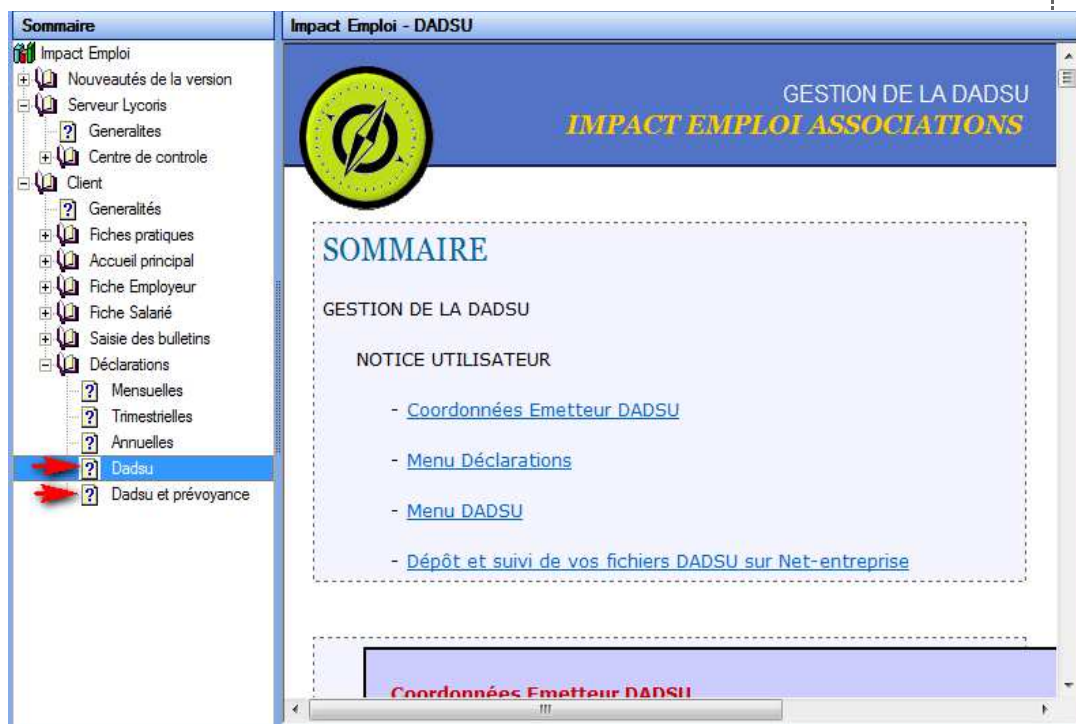 Sommaire
Impact Emploi
Nouveautés de la version
Serveur Lycoris
Generalites
Centre de controle
Client
Generalités
Fiches pratiques
Accueil principal
Fiche Employeur
Fiche Salarié
Saisie des bulletins
Déclarations
Mensuelles
Trimestrielles
Annuelles
Dadsu
Dadsu et prévoyance
Impact Emploi - DADSU
GESTION DE LA DADSU
IMPACT EMPLOI ASSOCIATIONS
SOMMAIRE
GESTION DE LA DADSU
NOTICE UTILISATEUR
- Coordonnées Emetteur DADSU
- Menu Déclarations
- Menu DADSU
- Dépôt et suivi de vos fichiers DADSU sur Net-entreprise
Coordonnées Emetteur DADSU